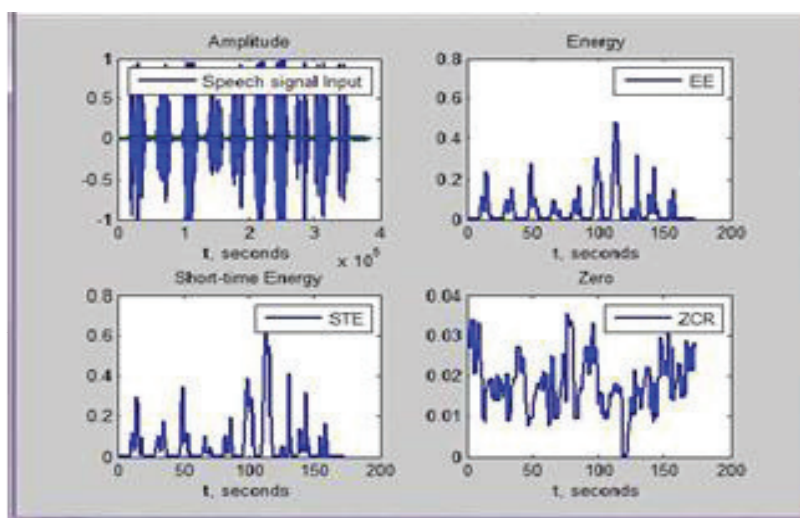 Amplitude
1
0.5
0
-0.5
-1
Speech signal Input
0 1 2 3 4
t, seconds
x 10⁵
Energy
0.8
0.6
0.4
0.2
0
EE
0 50 100 150 200
t, seconds
Short-time Energy
0.8
0.6
0.4
0.2
0
STE
0 50 100 150 200
t, seconds
Zero
0.04
0.03
0.02
0.01
0
ZCR
0 50 100 150 200
t, seconds